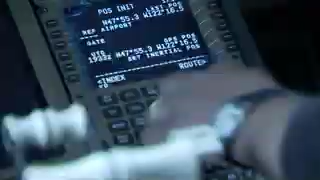 POS INIT
LAST POS
N47°55.3 W122°16.5
REF AIRPORT
GATE
GPS POS
N47°55.3 W122°16.5
UTC
SET INERTIAL POS
<INDEX
ROUTE>